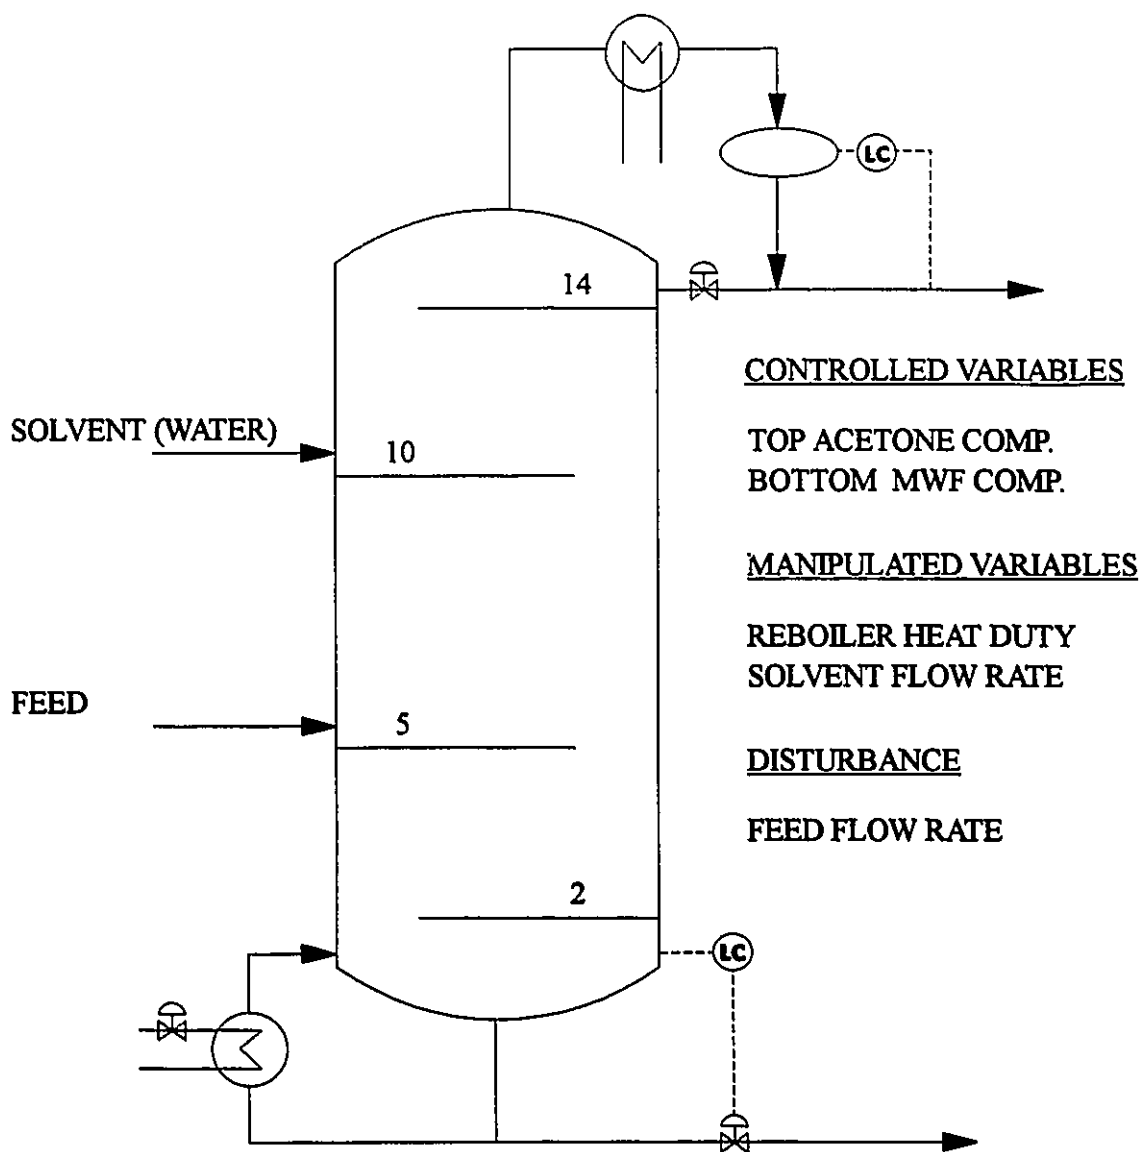 LC
14
CONTROLLED VARIABLES
SOLVENT (WATER)
10
TOP ACETONE COMP.
BOTTOM MWF COMP.
MANIPULATED VARIABLES
REBOILER HEAT DUTY
SOLVENT FLOW RATE
FEED
5
DISTURBANCE
FEED FLOW RATE
2
LC